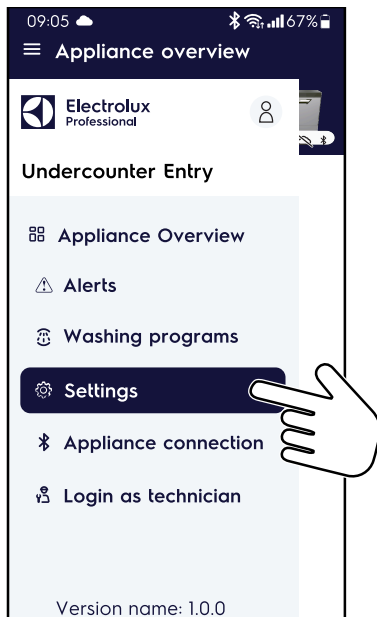 09:05 67%
Appliance overview
Electrolux
Professional
Undercounter Entry
Appliance Overview
Alerts
Washing programs
Settings
Appliance connection
Login as technician
Version name: 1.0.0